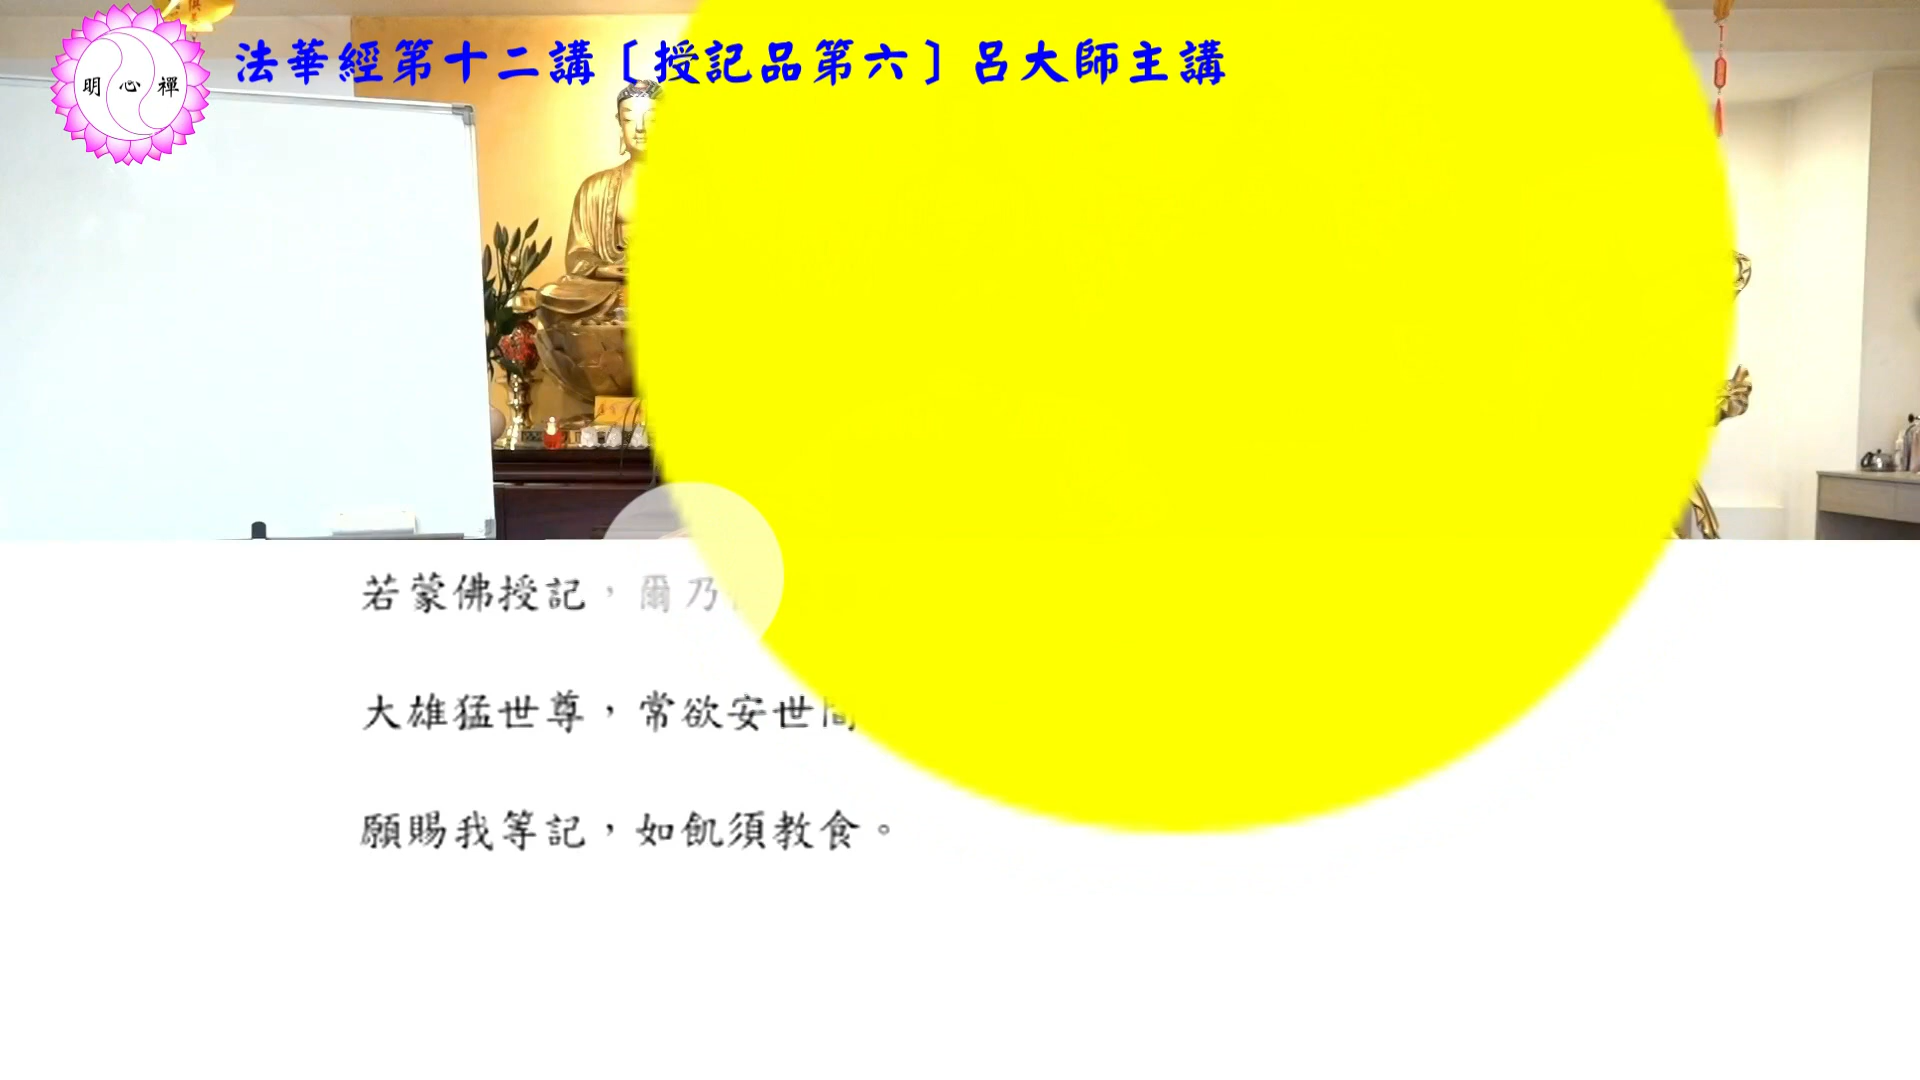 法華經第十二講〔授記品第六〕呂大師主講
明心禪
若蒙佛授記，爾乃
大雄猛世尊，常欲安世間
願賜我等記，如飢須教食。